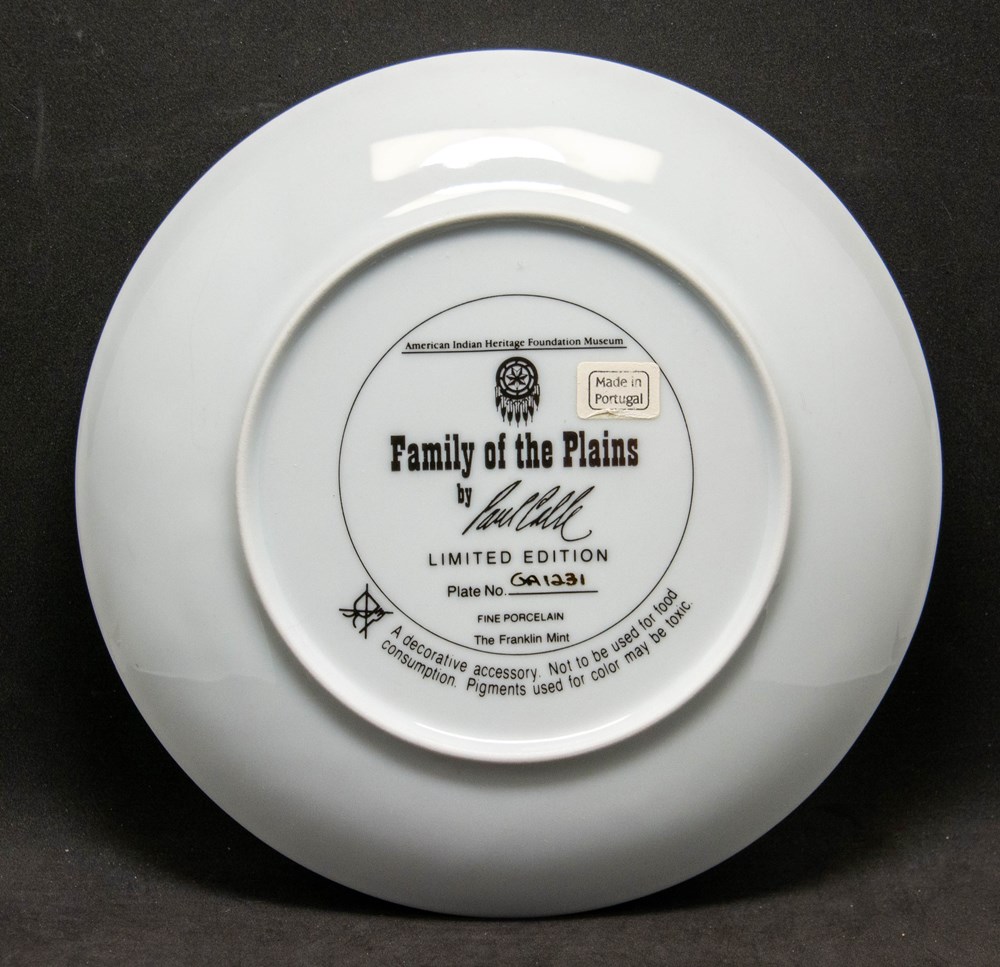 American Indian Heritage Foundation Museum
Made in
Portugal
Family of the Plains
by Paul Calle
LIMITED EDITION
Plate No. GA1231
FINE PORCELAIN
The Franklin Mint
A decorative accessory. Not to be used for food
consumption. Pigments used for color may be toxic.